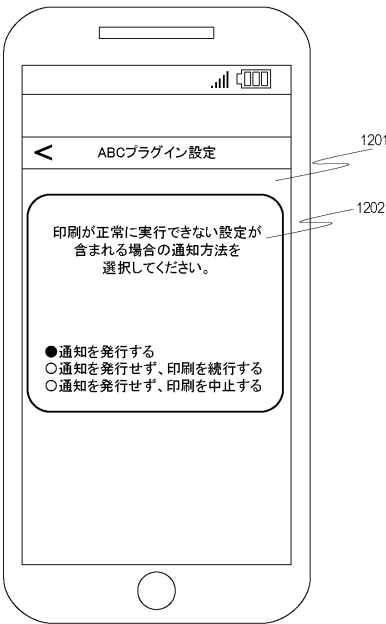 < ABCプラグイン設定
1201
1202
印刷が正常に実行できない設定が
含まれる場合の通知方法を
選択してください。
●通知を発行する
○通知を発行せず、印刷を続行する
○通知を発行せず、印刷を中止する